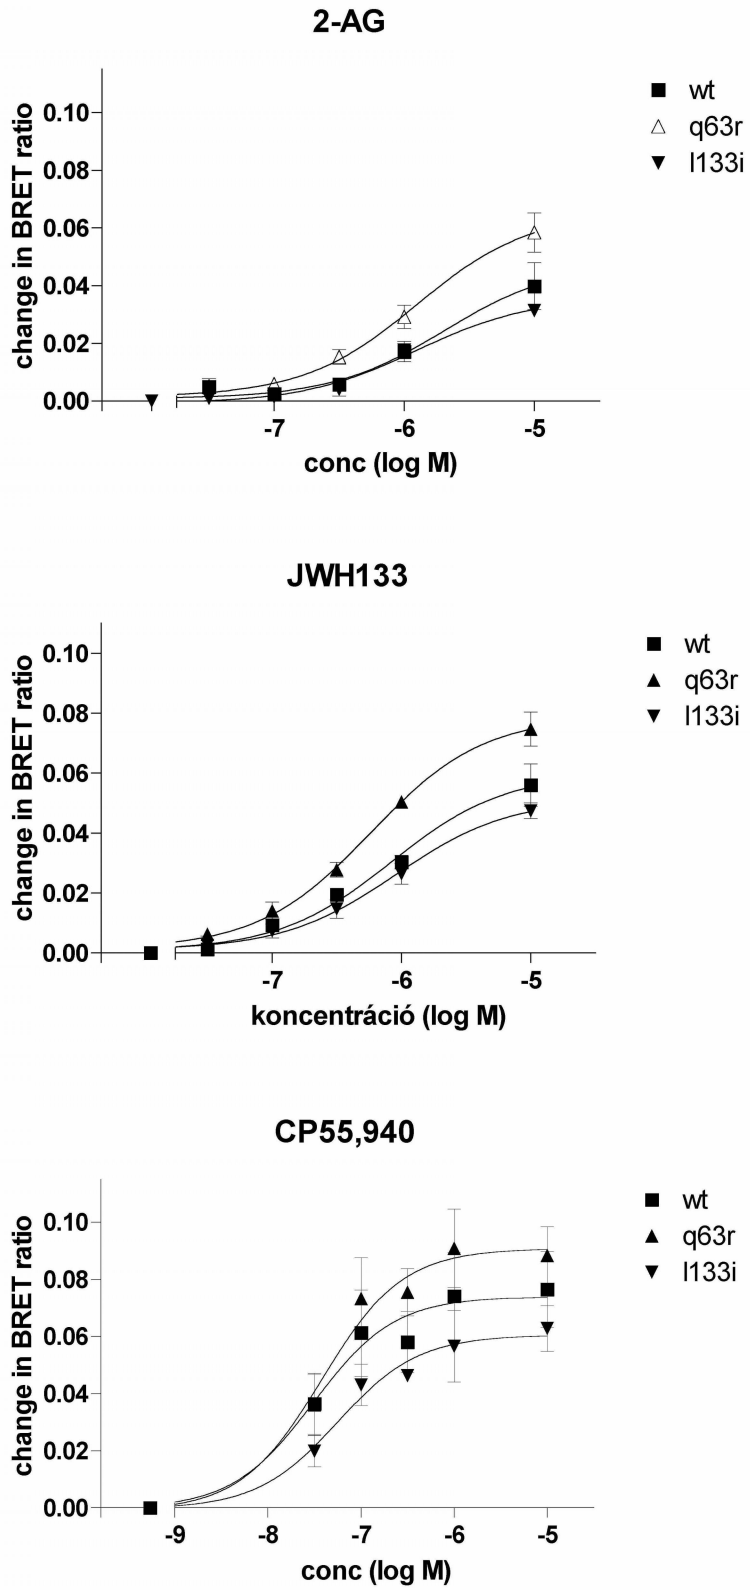 2-AG
wt
q63r
l133i
change in BRET ratio
0.10
0.08
0.06
0.04
0.02
0.00
-7
-6
-5
conc (log M)
JWH133
wt
q63r
l133i
change in BRET ratio
0.10
0.08
0.06
0.04
0.02
0.00
-7
-6
-5
koncentráció (log M)
CP55,940
wt
q63r
l133i
change in BRET ratio
0.10
0.08
0.06
0.04
0.02
0.00
-9
-8
-7
-6
-5
conc (log M)